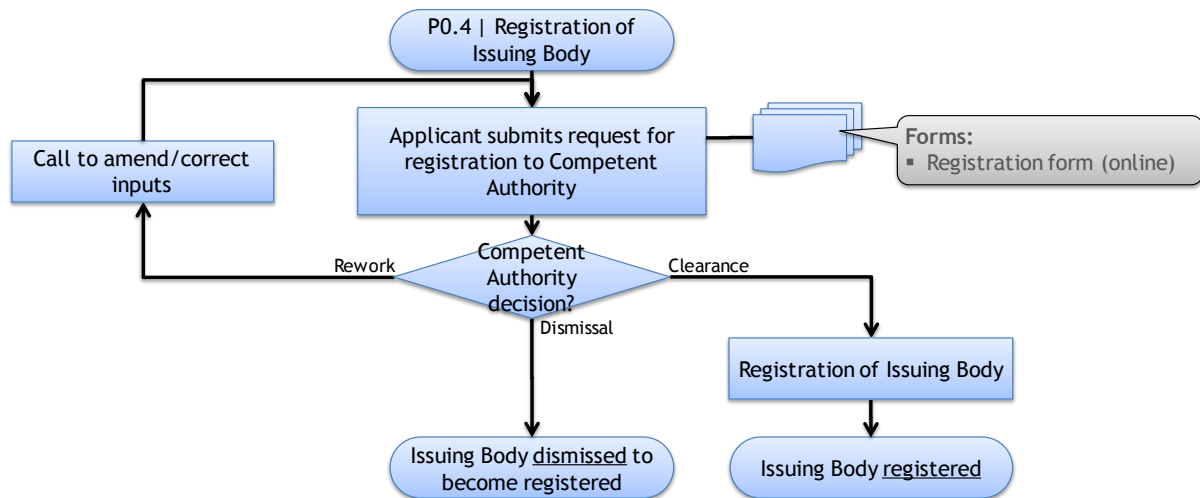 P0.4 | Registration of
Issuing Body
Applicant submits request for
registration to Competent
Authority
Forms:
▪ Registration form (online)
Call to amend/correct
inputs
Rework
Competent
Authority
decision?
Clearance
Dismissal
Registration of Issuing Body
Issuing Body dismissed to
become registered
Issuing Body registered